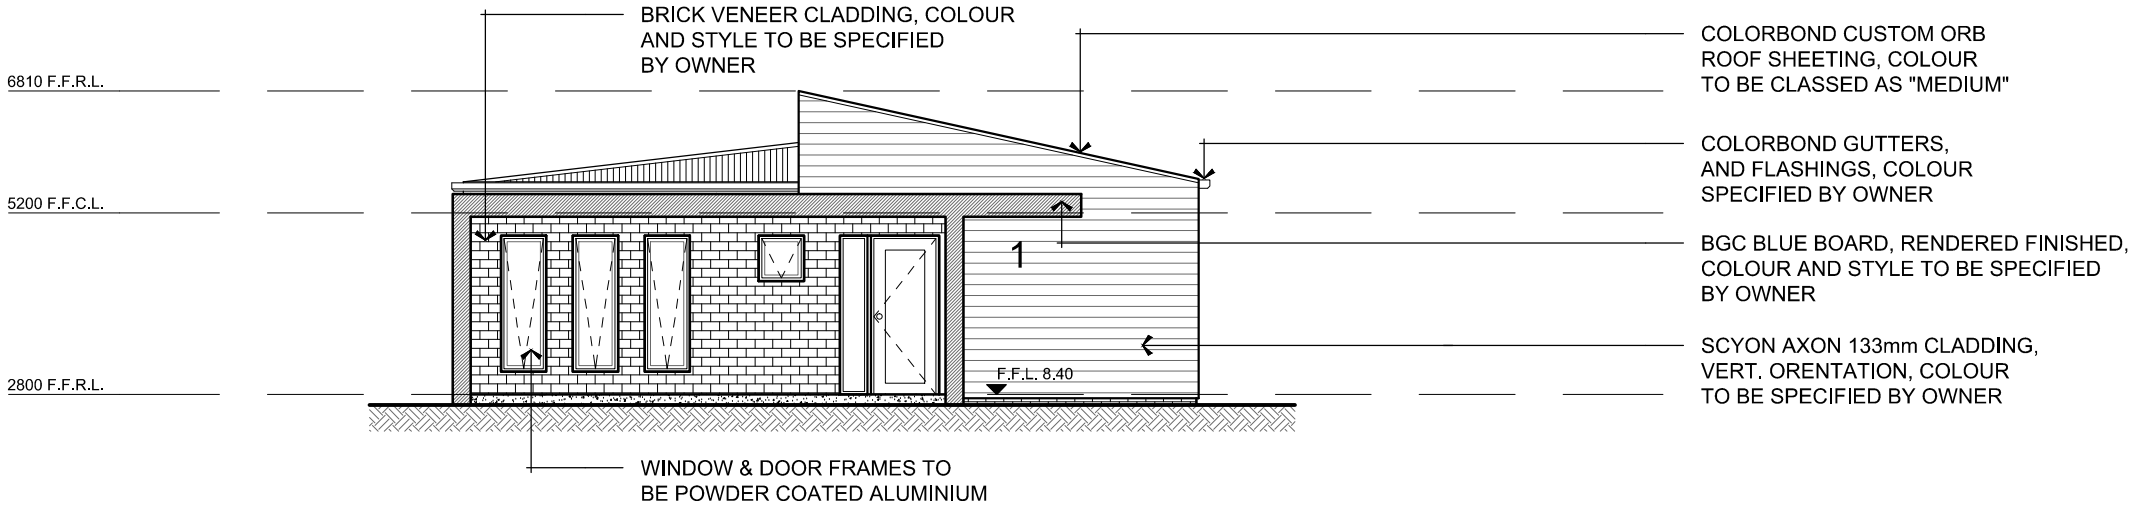 BRICK VENEER CLADDING, COLOUR
AND STYLE TO BE SPECIFIED
BY OWNER
COLORBOND CUSTOM ORB
ROOF SHEETING, COLOUR
TO BE CLASSED AS "MEDIUM"
6810 F.F.R.L.
COLORBOND GUTTERS,
AND FLASHINGS, COLOUR
SPECIFIED BY OWNER
5200 F.F.C.L.
1
BGC BLUE BOARD, RENDERED FINISHED,
COLOUR AND STYLE TO BE SPECIFIED
BY OWNER
SCYON AXON 133mm CLADDING,
VERT. ORENTATION, COLOUR
TO BE SPECIFIED BY OWNER
F.F.L. 8.40
2800 F.F.R.L.
WINDOW & DOOR FRAMES TO
BE POWDER COATED ALUMINIUM